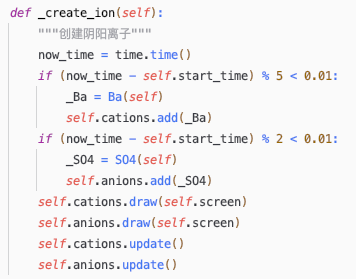 def _create_ion(self):
    """创建阴阳离子"""
    now_time = time.time()
    if (now_time - self.start_time) % 5 < 0.01:
        _Ba = Ba(self)
        self.cations.add(_Ba)
    if (now_time - self.start_time) % 2 < 0.01:
        _SO4 = SO4(self)
        self.anions.add(_SO4)
    self.cations.draw(self.screen)
    self.anions.draw(self.screen)
    self.cations.update()
    self.anions.update()